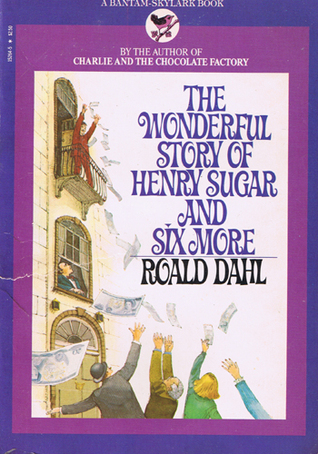 A BANTAM-SKYLARK BOOK
BY THE AUTHOR OF
CHARLIE AND THE CHOCOLATE FACTORY
THE
WONDERFUL
STORY OF
HENRY SUGAR
AND
SIX MORE
ROALD DAHL